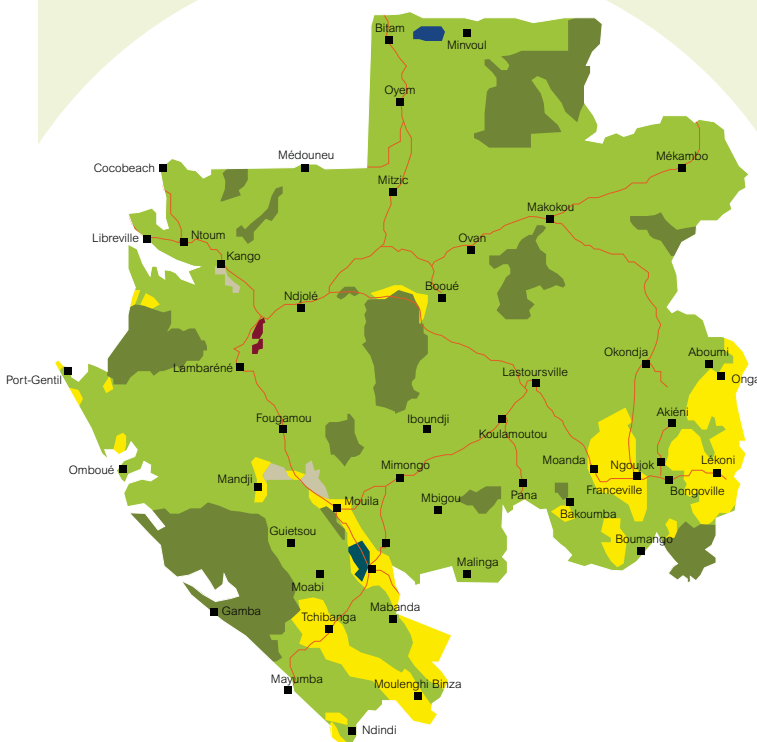 Bitam
Minvoul
Oyem
Médouneu
Cocobeach
Mékambo
Mitzic
Makokou
Libreville
Ntoum
Ovan
Kango
Ndjolé
Booué
Okondja
Aboumi
Lambaréné
Port-Gentil
Lastoursville
Onga
Akiéni
Fougamou
Iboundji
Koulamoutou
Omboué
Mandji
Mimongo
Moanda
Ngoujok
Lékoni
Franceville
Bongoville
Mouila
Mbigou
Pana
Bakoumba
Guietsou
Boumango
Malinga
Moabi
Gamba
Mabanda
Tchibanga
Mayumba
Moulenghi Binza
Ndindi